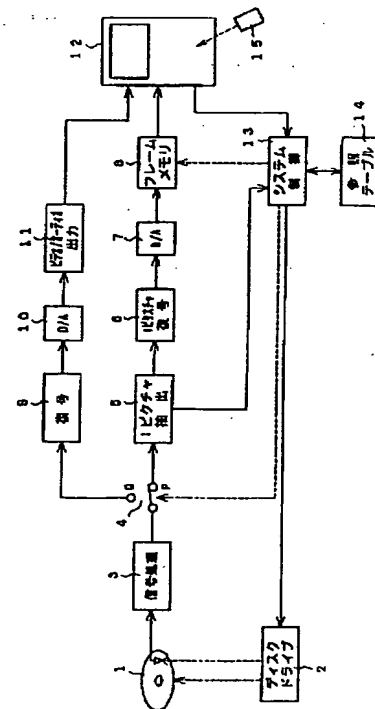 9
復号
10
D/A
11
ビデオ/オーディオ
出力
12
15
1
3
信号処理
4
P
5
Iピクチャ
抽出
6
Iピクチャ
復号
7
D/A
8
フレーム
メモリ
13
システム
制御
14
参照
テーブル
ディスク
ドライブ
2